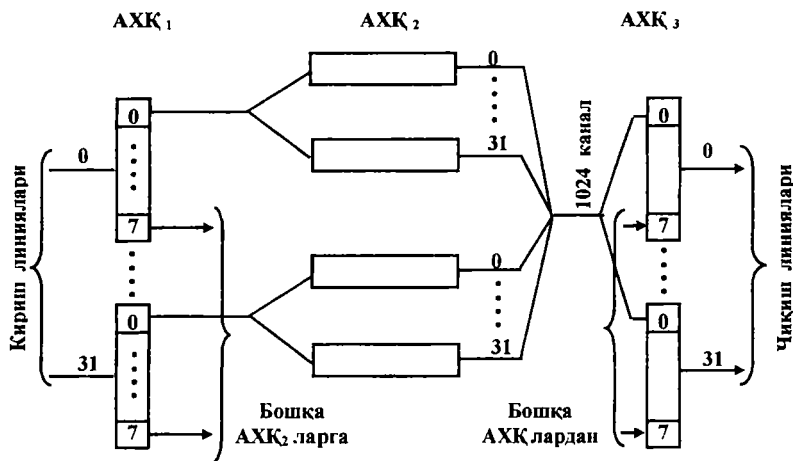 АХҚ 1
АХҚ 2
АХҚ 3
0
31
0
31
0
7
0
7
0
31
0
7
0
7
0
31
Кириш линиялари
1024 канал
Чиқиш линиялари
Бошқа
АХҚ2 ларга
Бошқа
АХҚ лардан